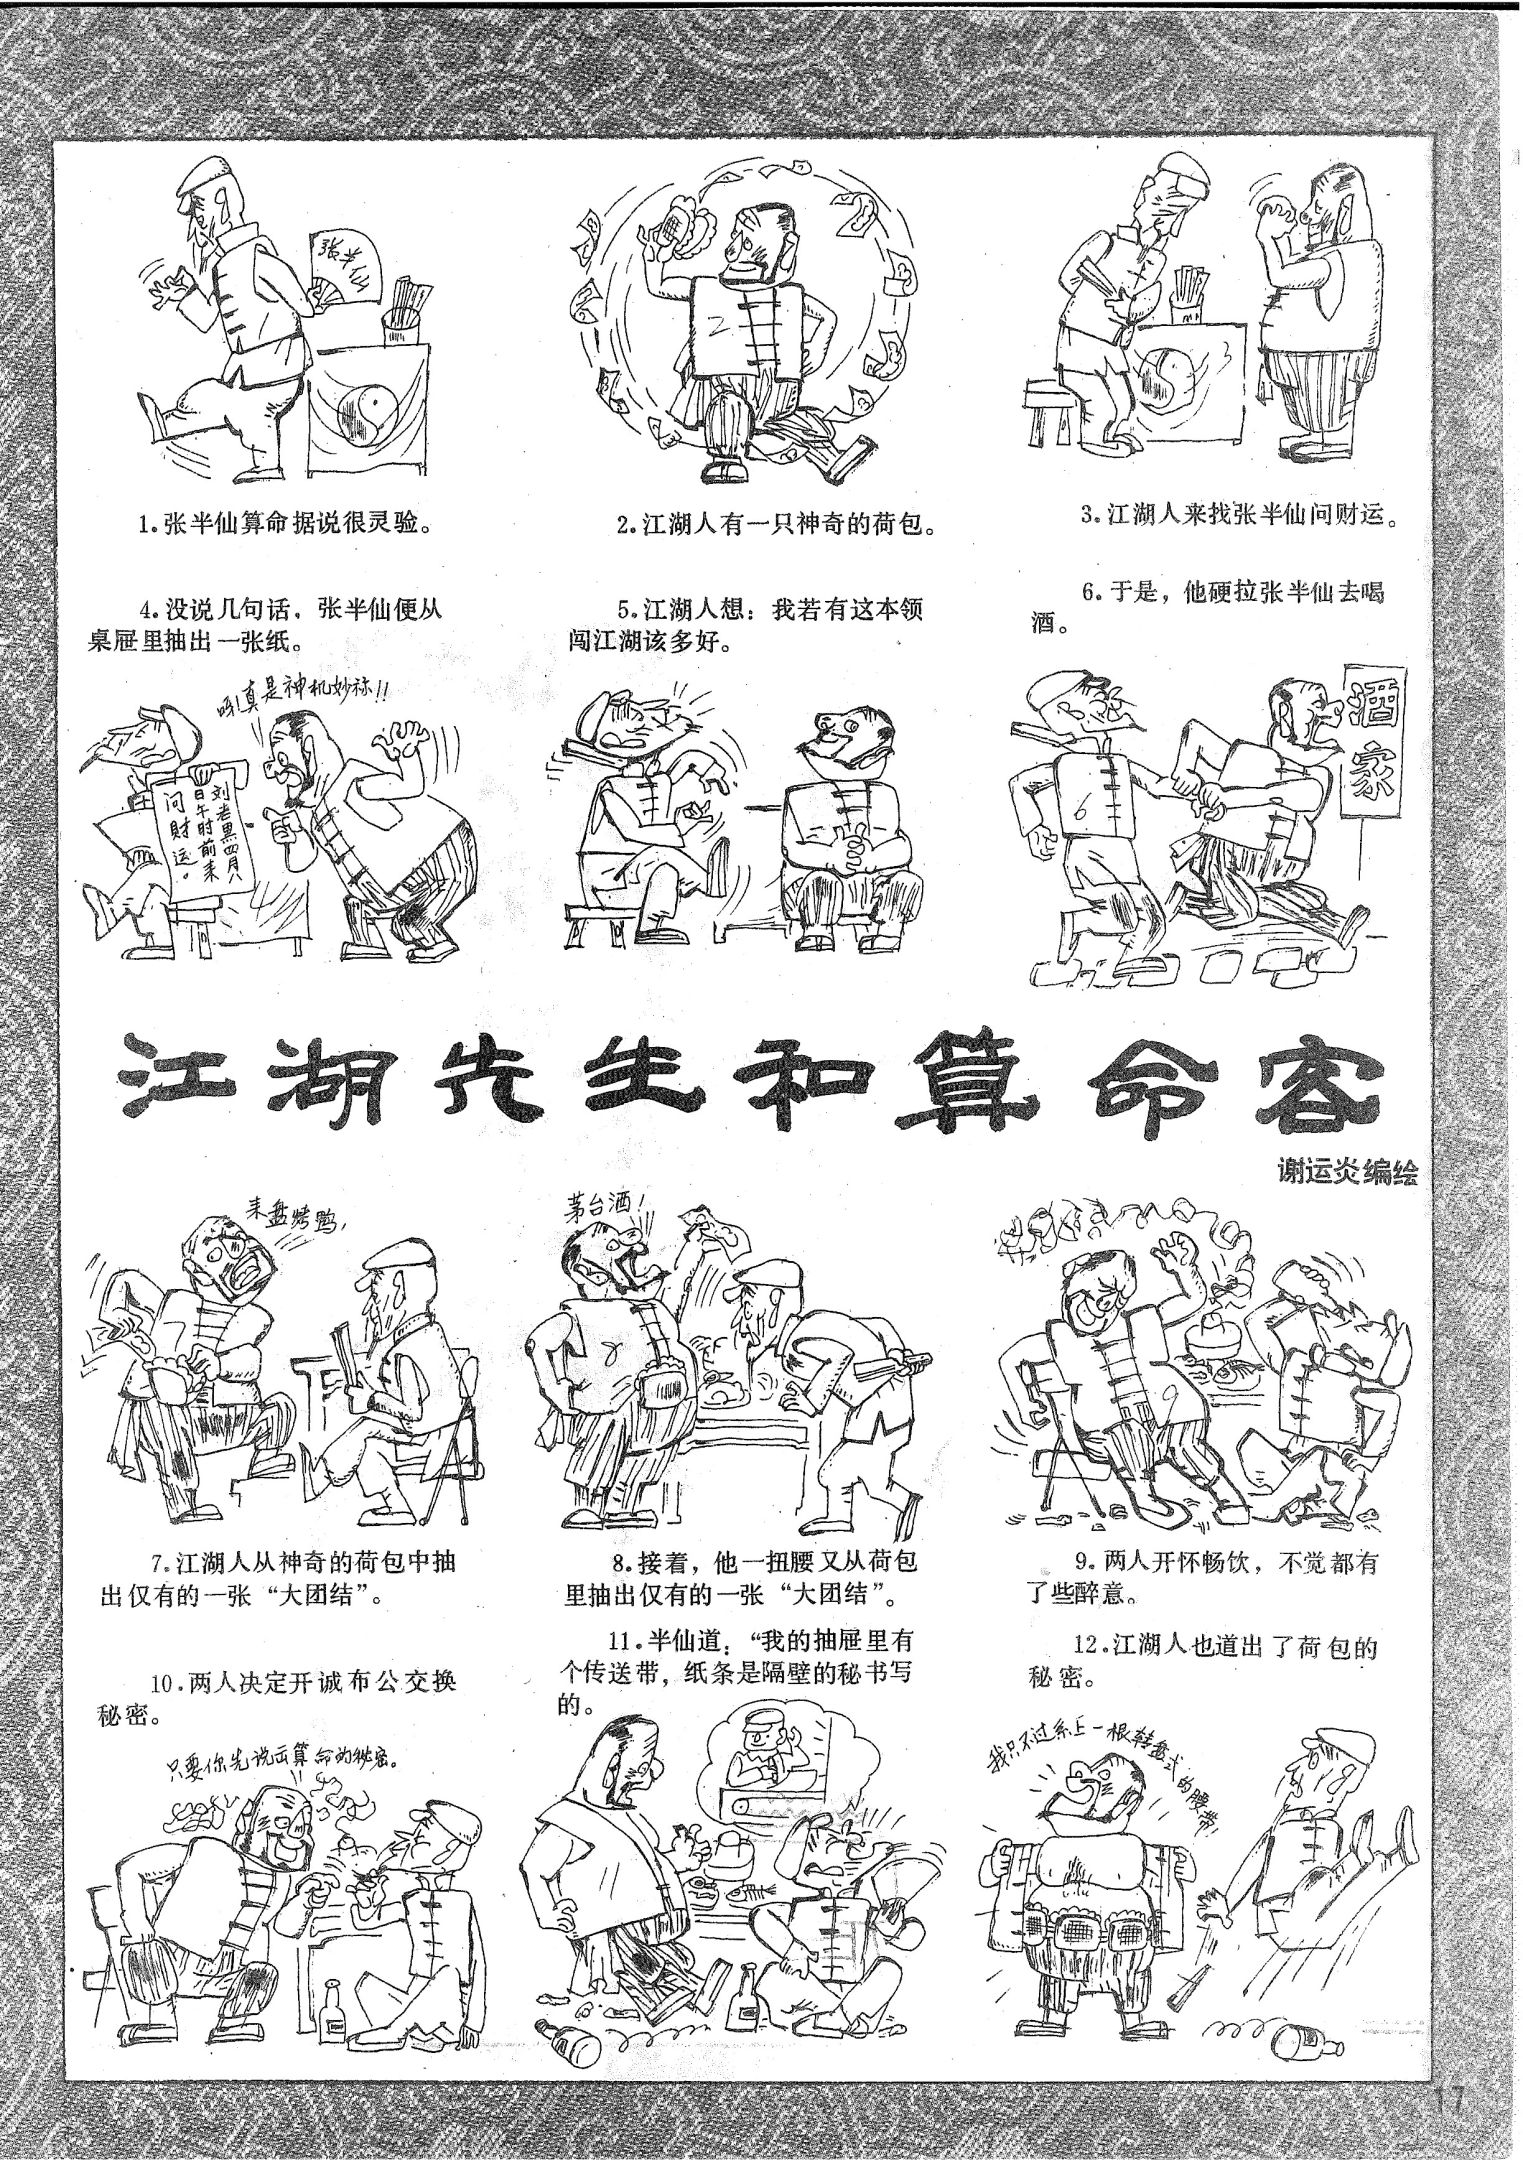 张半仙
1.张半仙算命据说很灵验。
2
2.江湖人有一只神奇的荷包。
3
3.江湖人来找张半仙问财运。
4.没说几句话，张半仙便从
桌屉里抽出一张纸。
呀!真是神机妙祘!!
刘老黑四月八
日午时前来
问财运。
5.江湖人想：我若有这本领
闯江湖该多好。
6.于是，他硬拉张半仙去喝
酒。
酒家
6
江湖先生和算命客
谢运炎编绘
来盘烤鸭,
7
7.江湖人从神奇的荷包中抽
出仅有的一张“大团结”。
茅台酒!
8
8.接着，他一扭腰又从荷包
里抽出仅有的一张“大团结”。
9
9.两人开怀畅饮，不觉都有
了些醉意。
10.两人决定开诚布公交换
秘密。
只要你先说出算命的秘密。
11.半仙道：“我的抽屉里有
个传送带，纸条是隔壁的秘书写
的。
12.江湖人也道出了荷包的
秘密。
我只不过系上一根转盘式的腰带,
17